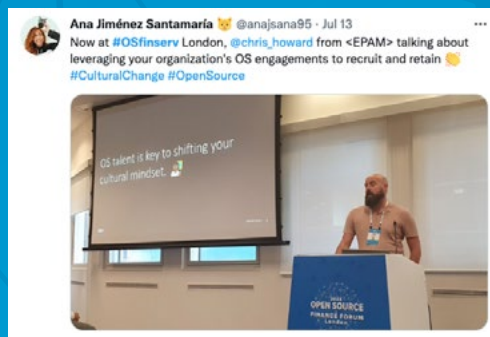 Ana Jiménez Santamaría 😼 @anajsana95 · Jul 13
Now at #OSfinserv London, @chris_howard from <EPAM> talking about
leveraging your organization's OS engagements to recruit and retain 👏
#CulturalChange #OpenSource
OS talent is key to shifting your
cultural mindset.
OPEN SOURCE
FINANCE FORUM
London